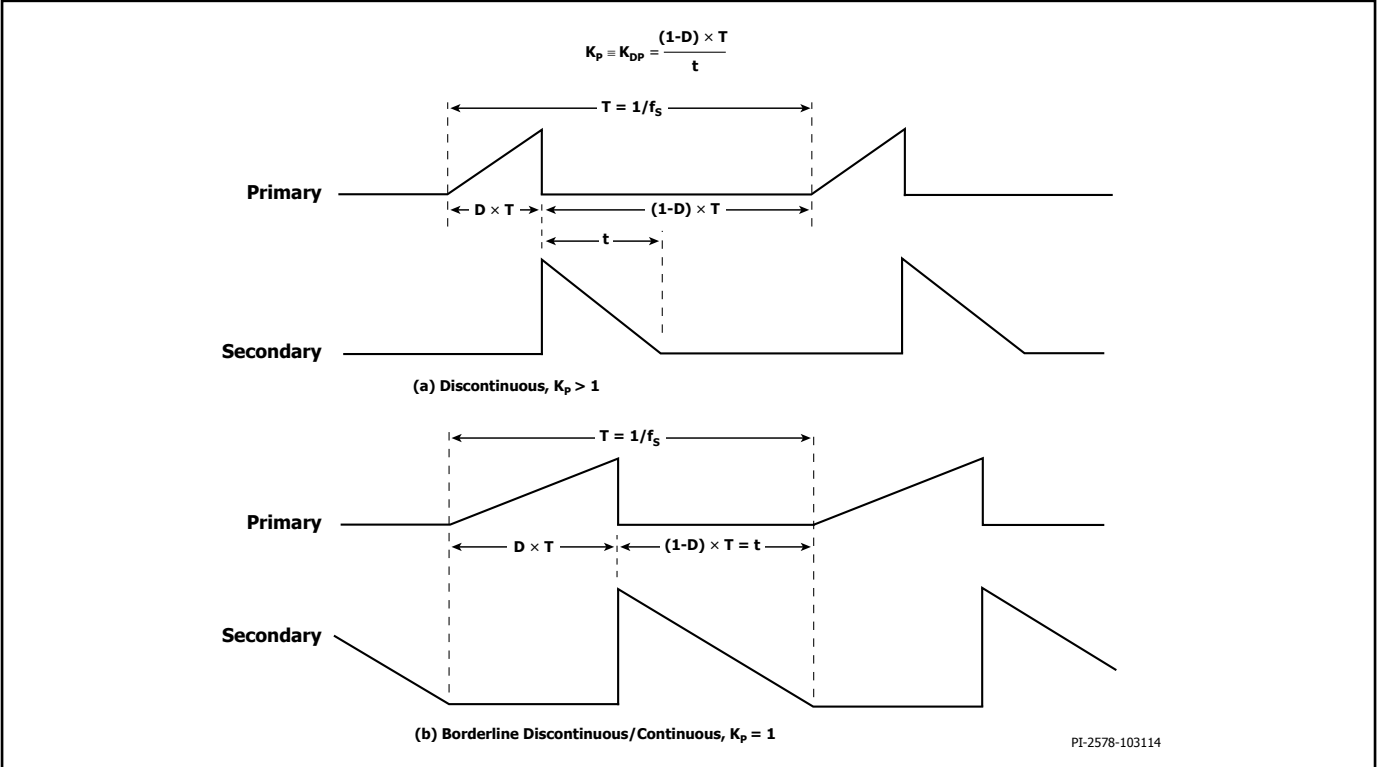 K_P ≡ K_DP = (1-D) × T / t
T = 1/f_S
Primary
D × T
(1-D) × T
t
Secondary
(a) Discontinuous, K_P > 1
T = 1/f_S
Primary
D × T
(1-D) × T = t
Secondary
(b) Borderline Discontinuous/Continuous, K_P = 1
PI-2578-103114